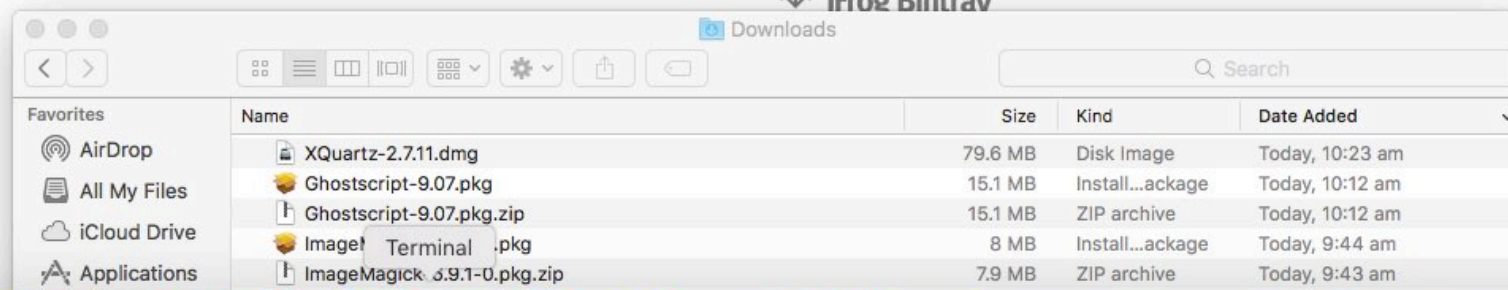 JFrog Bintray
Downloads
Search
Favorites
Name Size Kind Date Added
AirDrop
All My Files
iCloud Drive
Applications
XQuartz-2.7.11.dmg 79.6 MB Disk Image Today, 10:23 am
Ghostscript-9.07.pkg 15.1 MB Install...ackage Today, 10:12 am
Ghostscript-9.07.pkg.zip 15.1 MB ZIP archive Today, 10:12 am
.pkg 8 MB Install...ackage Today, 9:44 am
Terminal
7.9 MB ZIP archive Today, 9:43 am